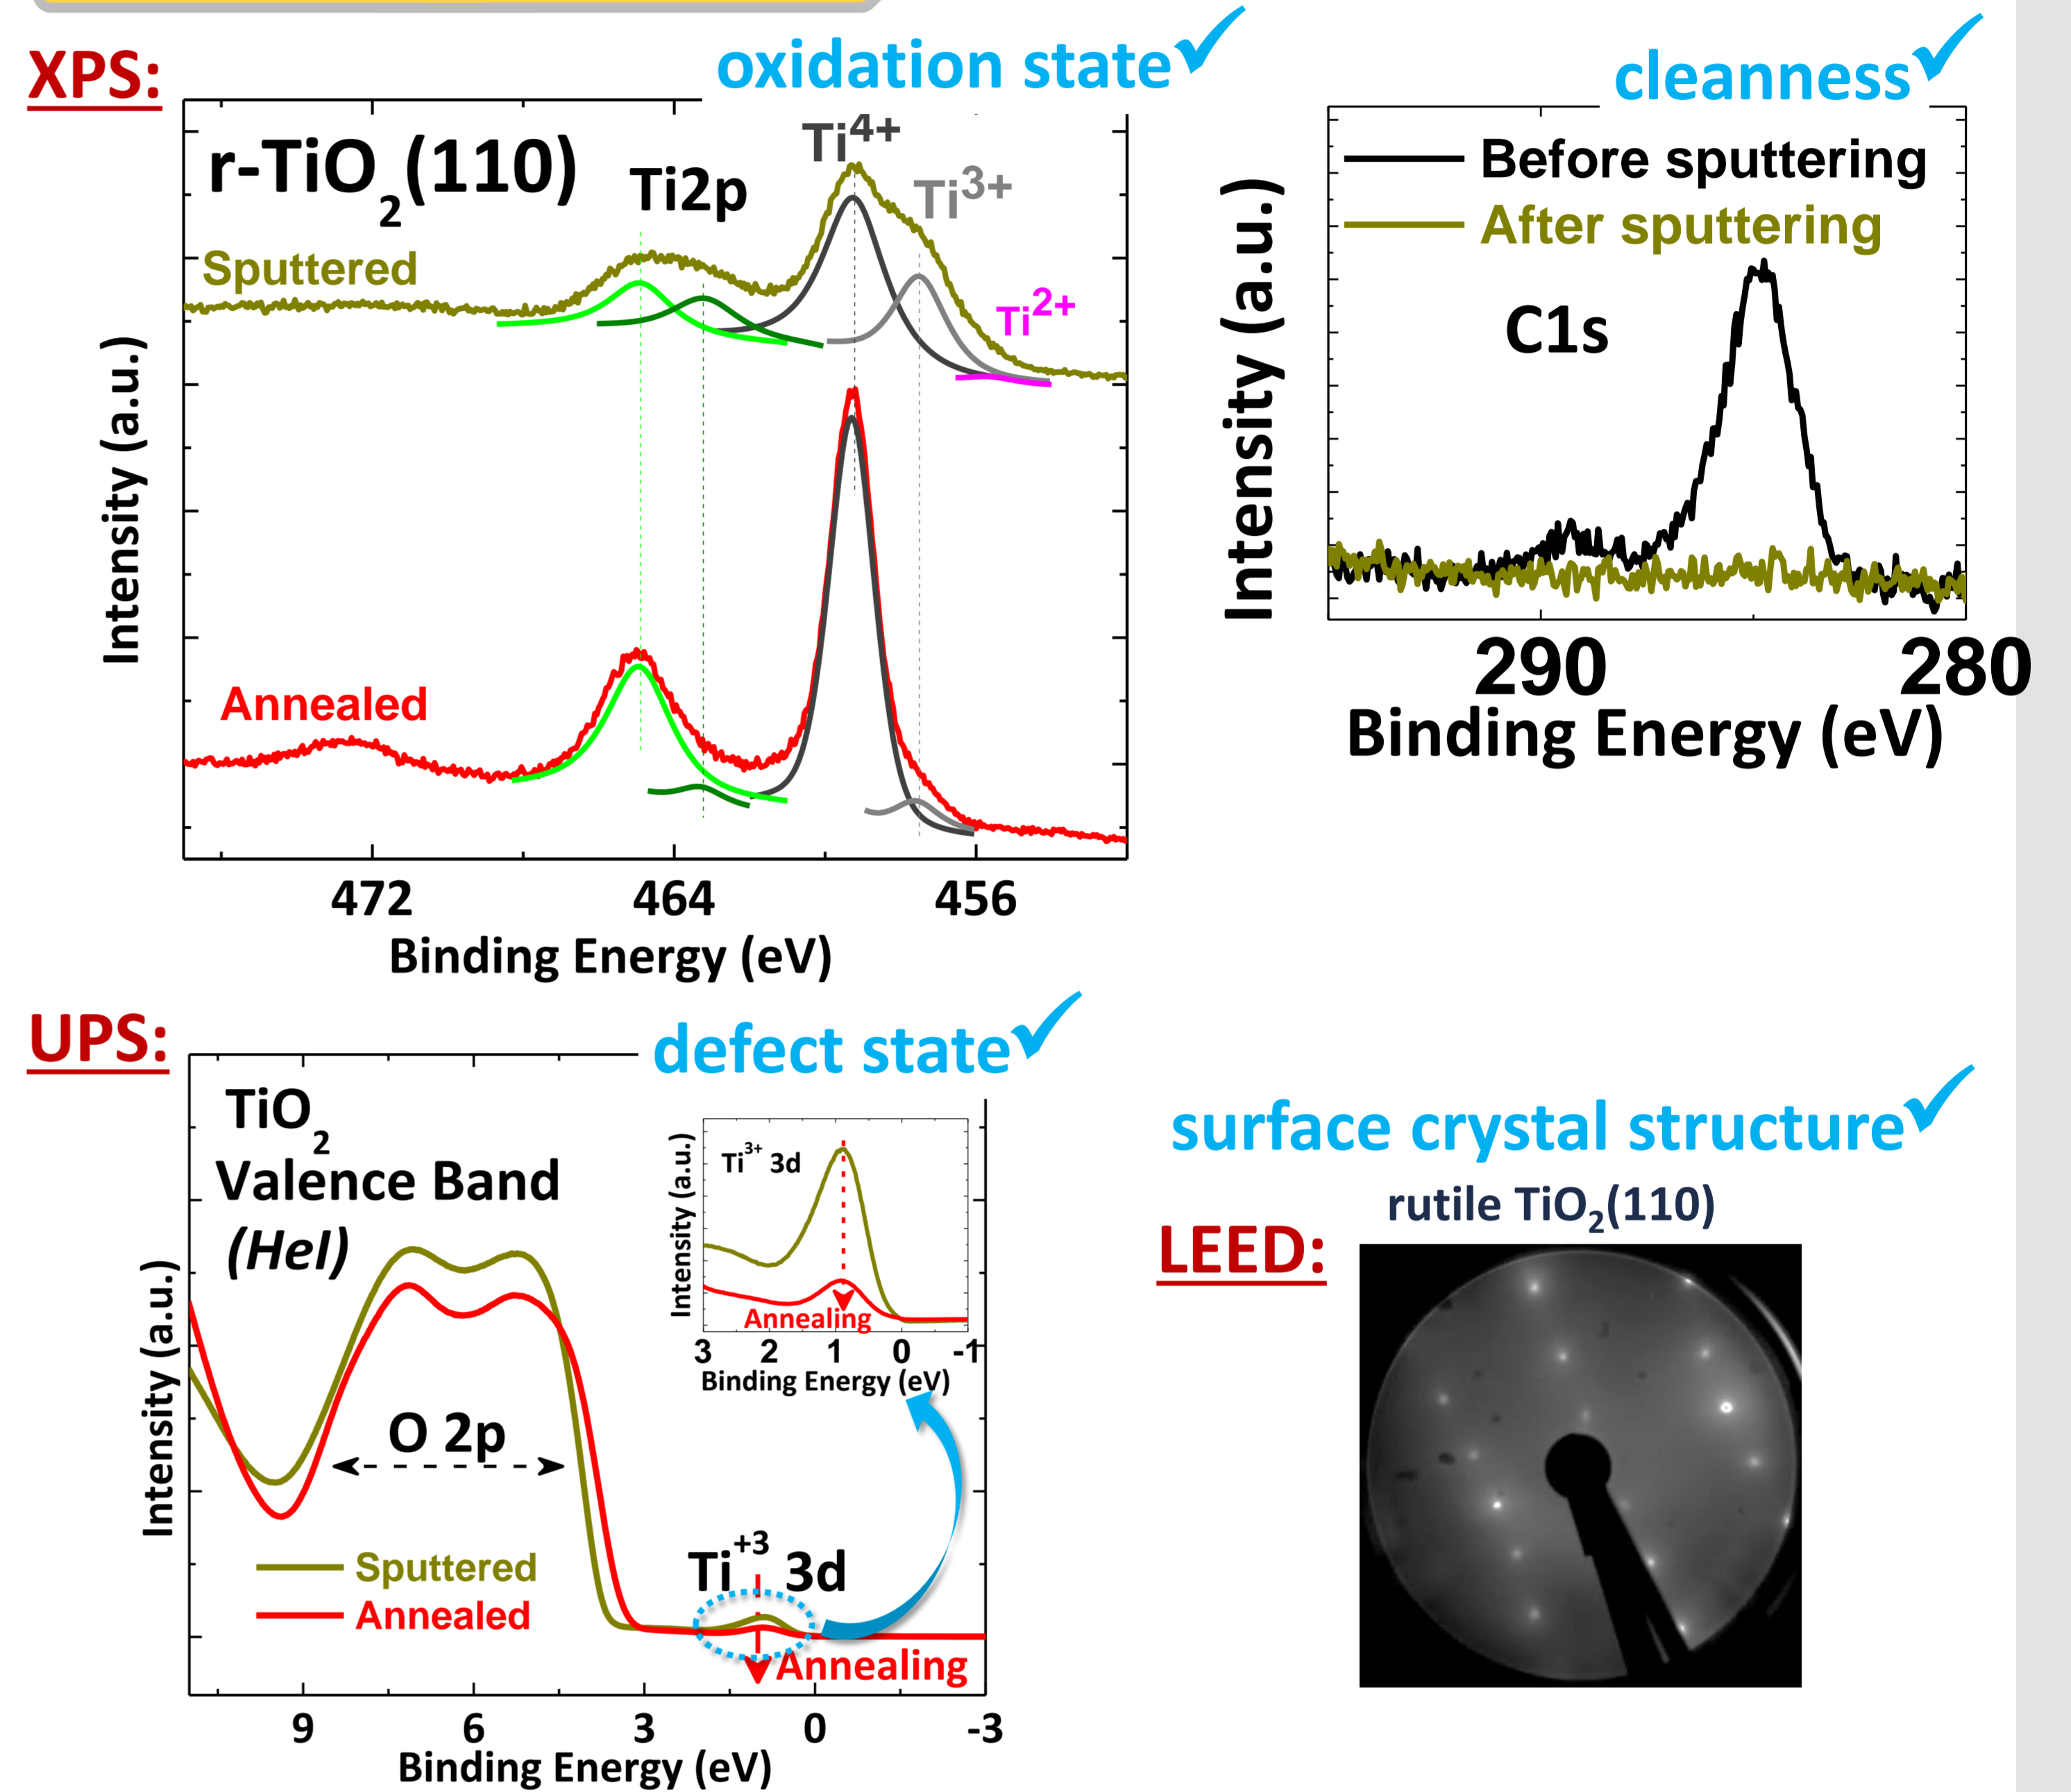 XPS:
oxidation state
cleanness
r-TiO2(110)
Ti2p
Ti4+
Ti3+
Ti2+
Sputtered
Annealed
Intensity (a.u.)
472 464 456
Binding Energy (eV)
Before sputtering
After sputtering
C1s
Intensity (a.u.)
290 280
Binding Energy (eV)
UPS:
defect state
TiO2
Valence Band
(HeI)
Intensity (a.u.)
O 2p
Sputtered
Annealed
Ti+3 3d
Annealing
9 6 3 0 -3
Binding Energy (eV)
Ti3+ 3d
Intensity (a.u.)
Annealing
3 2 1 0 -1
Binding Energy (eV)
surface crystal structure
rutile TiO2(110)
LEED: